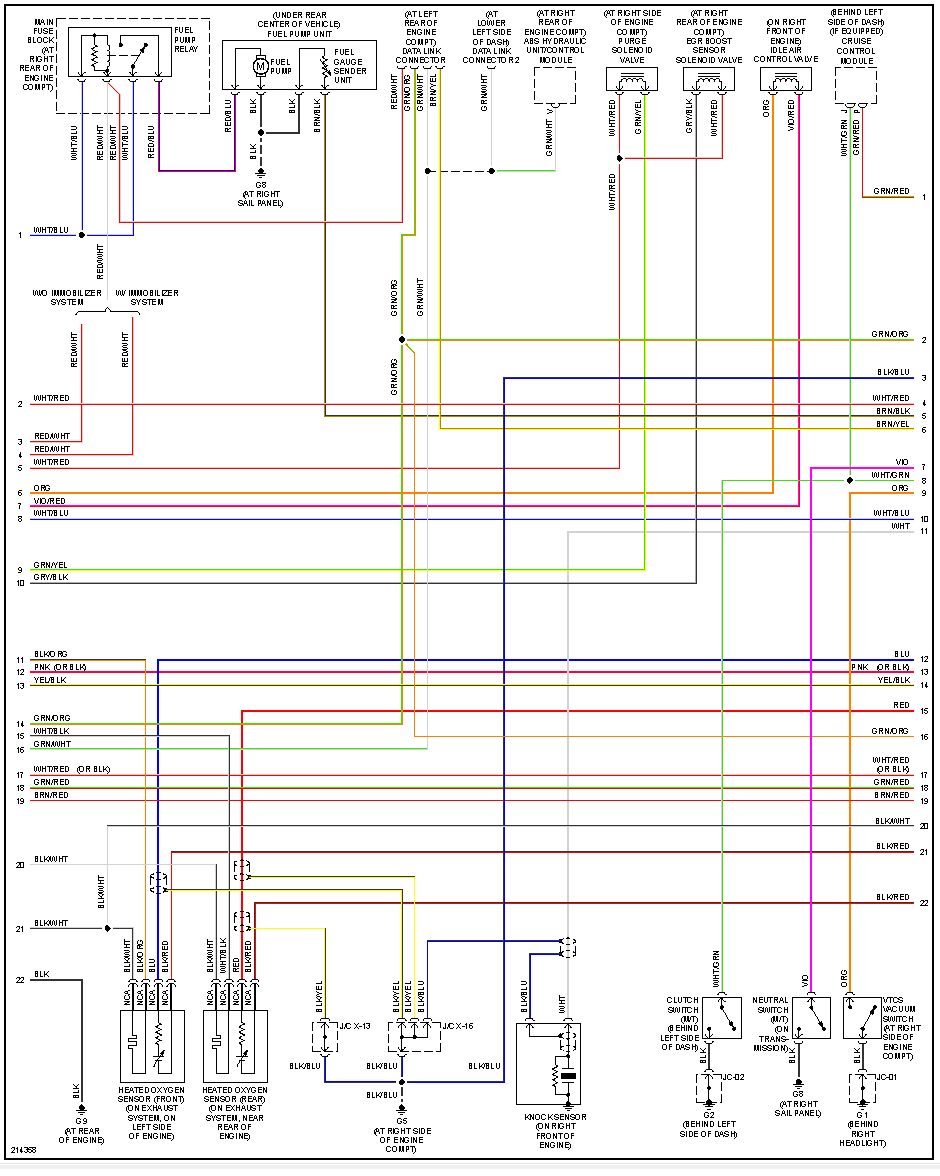 MAIN
FUSE
BLOCK
(AT
RIGHT
REAR OF
ENGINE
COMPT)
FUEL
PUMP
RELAY
(UNDER REAR
CENTER OF VEHICLE)
FUEL PUMP UNIT
FUEL
PUMP
M
FUEL
GAUGE
SENDER
UNIT
(AT LEFT
REAR OF
ENGINE
COMPT)
DATA LINK
CONNECTOR
(AT
LOWER
LEFT SIDE
OF DASH)
DATA LINK
CONNECTOR 2
(AT RIGHT
REAR OF
ENGINE COMPT)
ABS HYDRAULIC
UNIT/CONTROL
MODULE
(AT RIGHT SIDE
OF ENGINE
COMPT)
PURGE
SOLENOID
VALVE
(AT RIGHT
REAR OF ENGINE
COMPT)
EGR BOOST
SENSOR
SOLENOID VALVE
(ON RIGHT
FRONT OF
ENGINE)
IDLE AIR
CONTROL VALVE
(BEHIND LEFT
SIDE OF DASH)
(IF EQUIPPED)
CRUISE
CONTROL
MODULE
WHT/BLU
RED/WHT
RED/WHT
WHT/BLU
RED/BLU
RED/BLU
BLK
BLK
BRN/BLK
BLK
G8
(AT RIGHT
SAIL PANEL)
RED/WHT
GRN/ORG
GRN/WHT
BRN/YEL
GRN/WHT
V
GRN/WHT
WHT/RED
GRN/YEL
GRY/BLK
WHT/RED
ORG
VIO/RED
J
P
WHT/GRN
GRN/RED
WHT/RED
GRN/RED 1
1 WHT/BLU
RED/WHT
W/O IMMOBILIZER
SYSTEM
W/ IMMOBILIZER
SYSTEM
RED/WHT
RED/WHT
GRN/ORG
GRN/WHT
GRN/ORG
GRN/ORG 2
BLK/BLU 3
2 WHT/RED
WHT/RED 4
BRN/BLK 5
BRN/YEL 6
3 RED/WHT
4 RED/WHT
5 WHT/RED
VIO 7
WHT/GRN 8
6 ORG
ORG 9
7 VIO/RED
8 WHT/BLU
WHT/BLU 10
WHT 11
9 GRN/YEL
10 GRY/BLK
11 BLK/ORG
BLU 12
12 PNK (OR BLK)
PNK (OR BLK) 13
13 YEL/BLK
YEL/BLK 14
RED 15
14 GRN/ORG
15 WHT/BLK
GRN/ORG 16
16 GRN/WHT
17 WHT/RED (OR BLK)
WHT/RED
(OR BLK) 17
18 GRN/RED
GRN/RED 18
19 BRN/RED
BRN/RED 19
BLK/WHT 20
BLK/RED 21
20 BLK/WHT
BLK/WHT
BLK/RED 22
21 BLK/WHT
22 BLK
BLK/WHT
BLK/ORG
BLU
BLK/RED
BLK/WHT
WHT/BLK
RED
BLK/RED
NCA
NCA
NCA
NCA
NCA
NCA
NCA
NCA
BLK/YEL
BLK/YEL
BLK/YEL
BLK/BLU
BLK/BLU
WHT
WHT/GRN
VIO
ORG
J/C X-13
J/C X-16
CLUTCH
SWITCH
(M/T)
(BEHIND
LEFT SIDE
OF DASH)
NEUTRAL
SWITCH
(M/T)
(ON
TRANS-
MISSION)
VTCS
VACUUM
SWITCH
(AT RIGHT
SIDE OF
ENGINE
COMPT)
BLK/BLU
BLK/BLU
BLK/BLU
BLK/BLU
BLK
BLK
BLK
JC-02
JC-01
BLK
G9
(AT REAR
OF ENGINE)
HEATED OXYGEN
SENSOR (FRONT)
(ON EXHAUST
SYSTEM, ON
LEFT SIDE
OF ENGINE)
HEATED OXYGEN
SENSOR (REAR)
(ON EXHAUST
SYSTEM, NEAR
REAR OF
ENGINE)
G5
(AT RIGHT SIDE
OF ENGINE
COMPT)
KNOCK SENSOR
(ON RIGHT
FRONT OF
ENGINE)
G2
(BEHIND LEFT
SIDE OF DASH)
G8
(AT RIGHT
SAIL PANEL)
G1
(BEHIND
RIGHT
HEADLIGHT)
214358